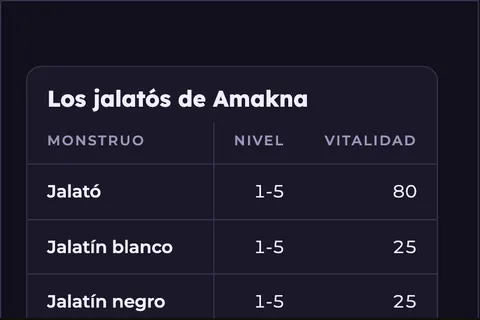 Los jalatós de Amakna
MONSTRUO NIVEL VITALIDAD
Jalató 1-5 80
Jalatín blanco 1-5 25
Jalatín negro 1-5 25